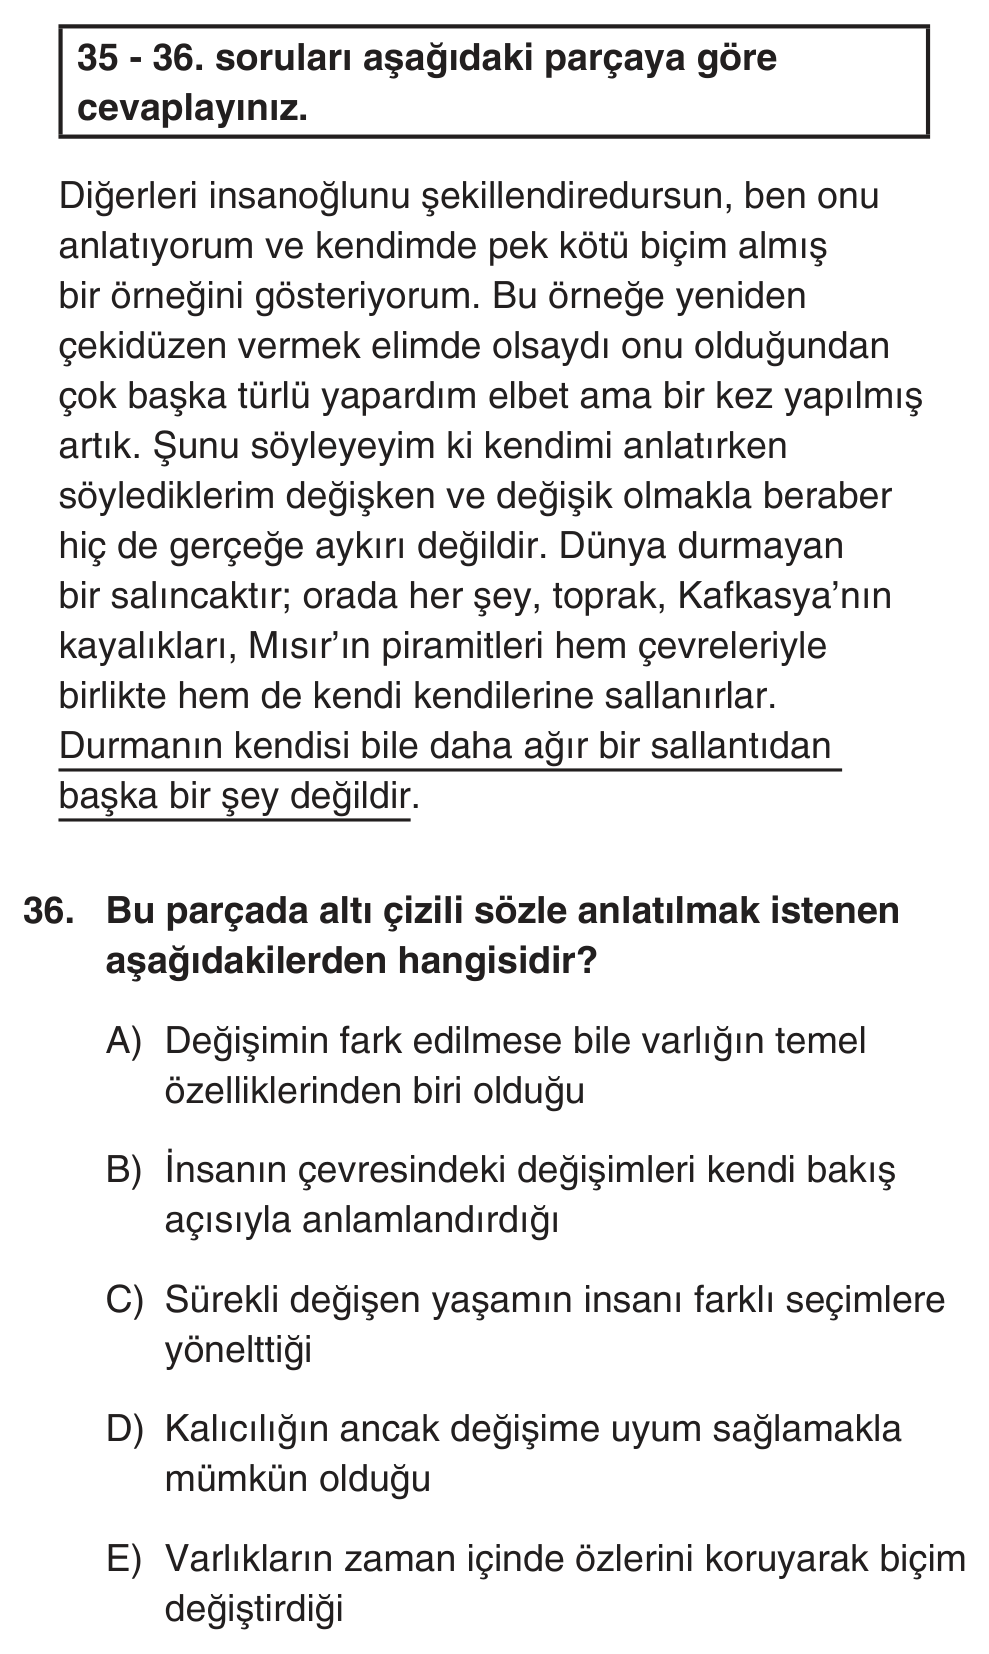 35 - 36. soruları aşağıdaki parçaya göre
cevaplayınız.
Diğerleri insanoğlunu şekillendiredursun, ben onu
anlatıyorum ve kendimde pek kötü biçim almış
bir örneğini gösteriyorum. Bu örneğe yeniden
çekidüzen vermek elimde olsaydı onu olduğundan
çok başka türlü yapardım elbet ama bir kez yapılmış
artık. Şunu söyleyeyim ki kendimi anlatırken
söylediklerim değişken ve değişik olmakla beraber
hiç de gerçeğe aykırı değildir. Dünya durmayan
bir salıncaktır; orada her şey, toprak, Kafkasya’nın
kayalıkları, Mısır’ın piramitleri hem çevreleriyle
birlikte hem de kendi kendilerine sallanırlar.
Durmanın kendisi bile daha ağır bir sallantıdan
başka bir şey değildir.
36. Bu parçada altı çizili sözle anlatılmak istenen
aşağıdakilerden hangisidir?
A) Değişimin fark edilmese bile varlığın temel
özelliklerinden biri olduğu
B) İnsanın çevresindeki değişimleri kendi bakış
açısıyla anlamlandırdığı
C) Sürekli değişen yaşamın insanı farklı seçimlere
yönelttiği
D) Kalıcılığın ancak değişime uyum sağlamakla
mümkün olduğu
E) Varlıkların zaman içinde özlerini koruyarak biçim
değiştirdiği